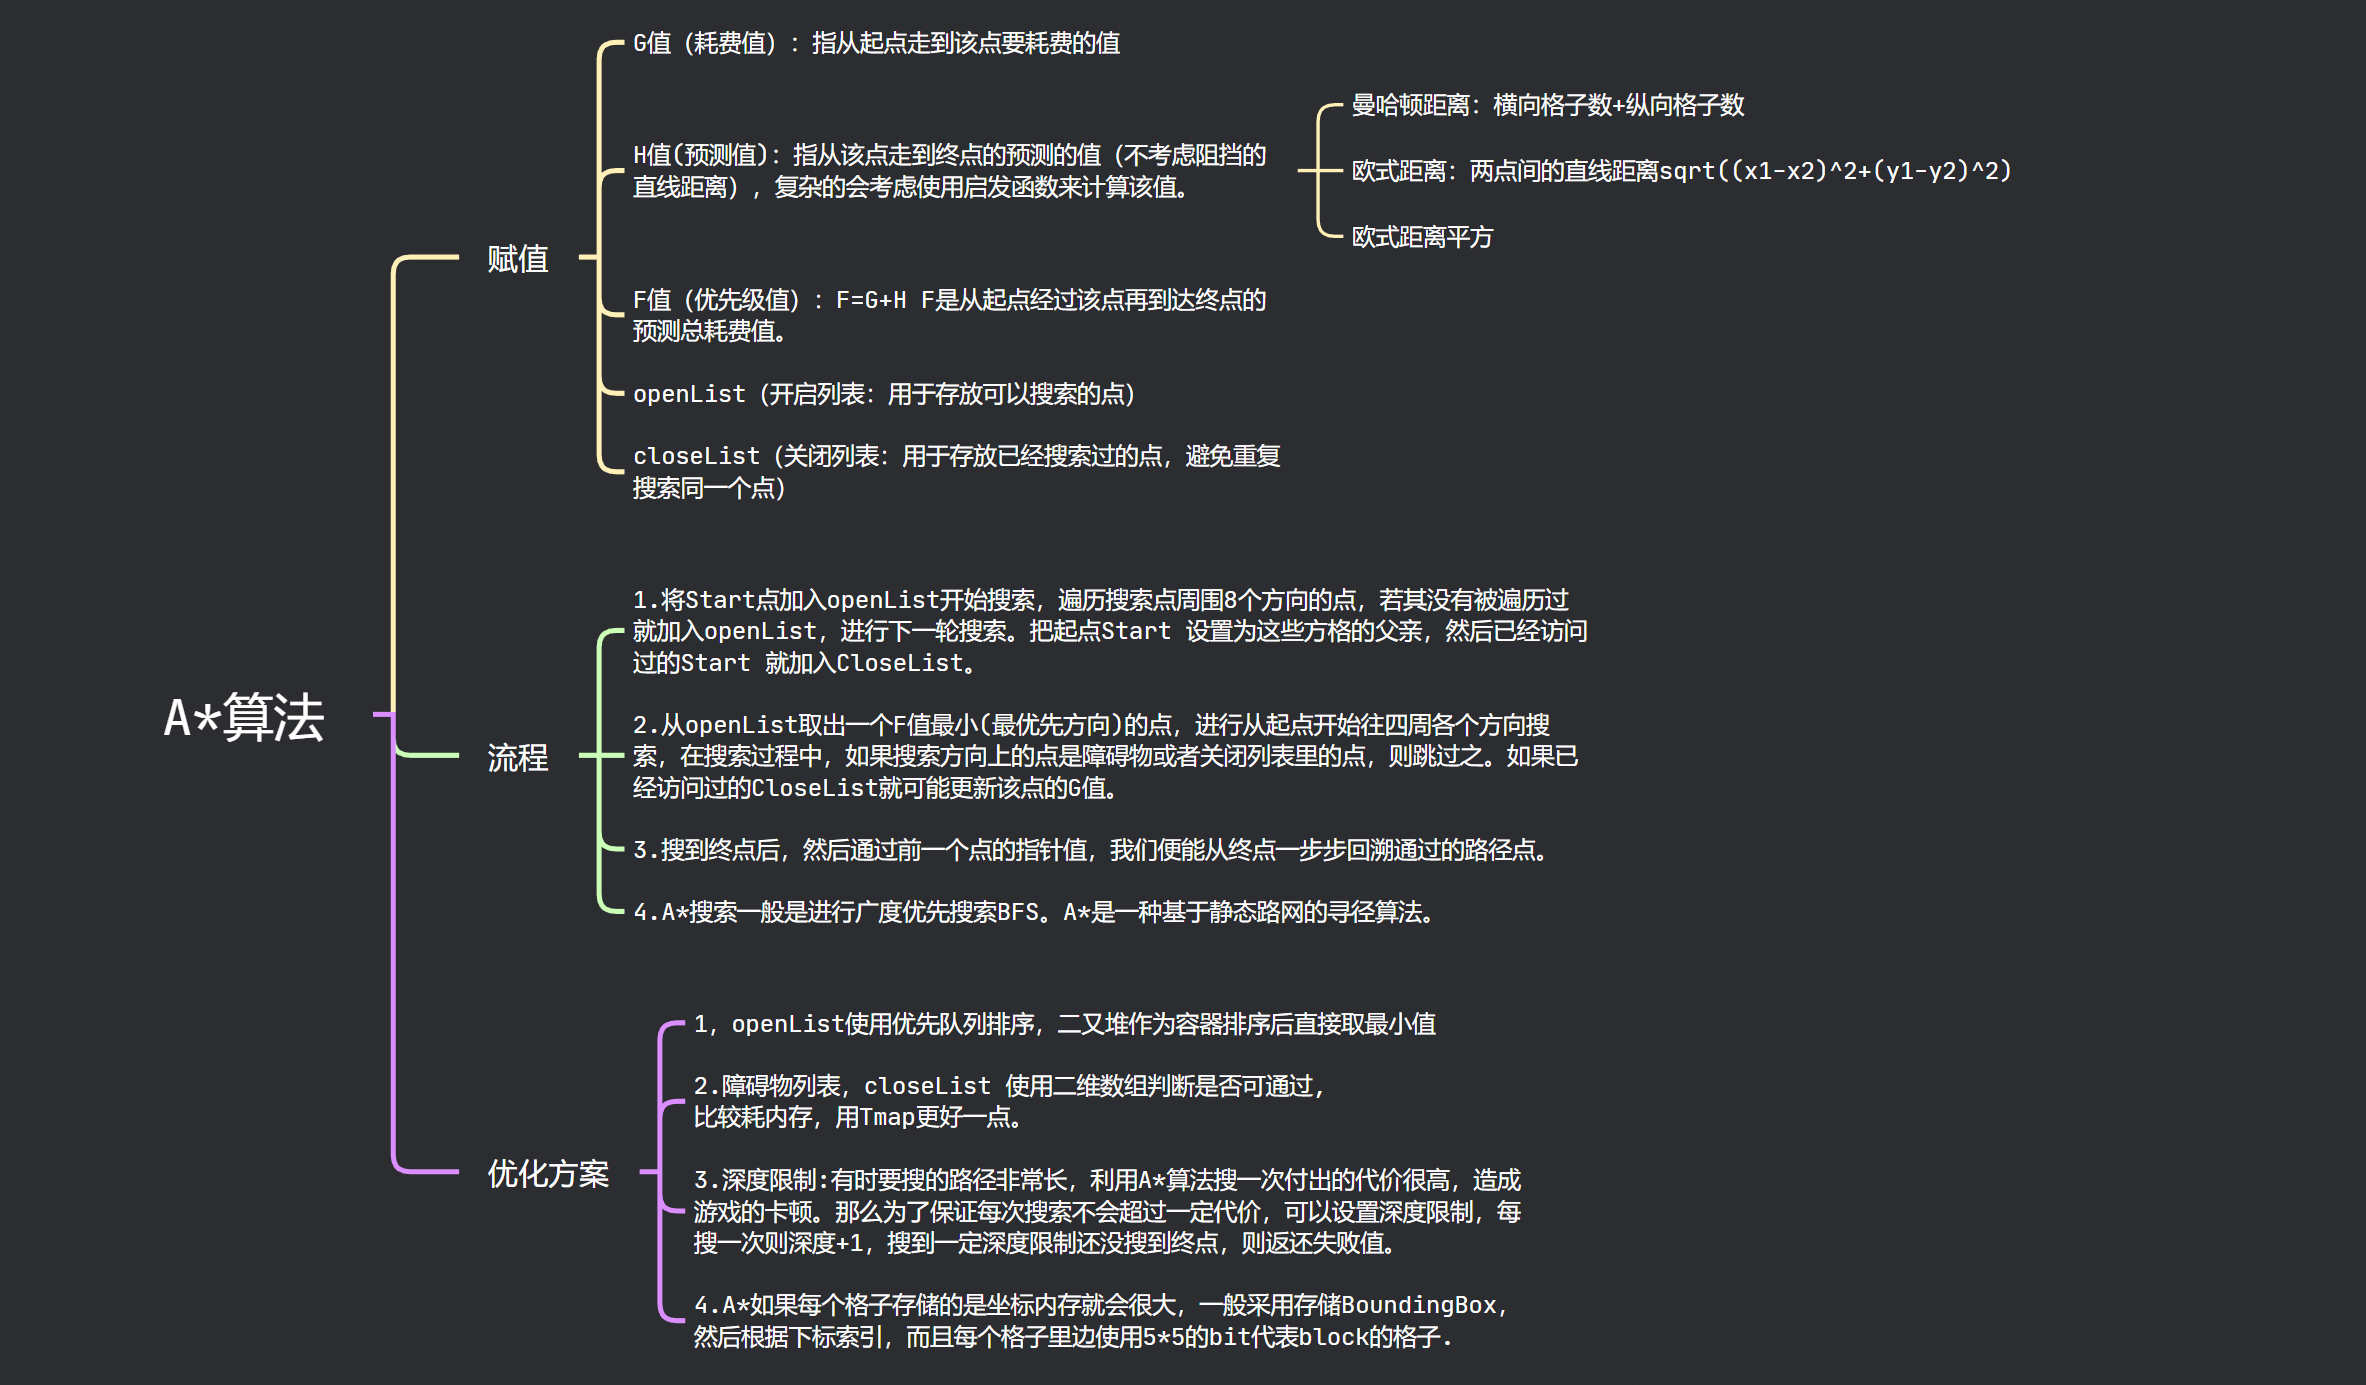 A*算法
赋值
G值（耗费值）：指从起点走到该点要耗费的值
H值(预测值)：指从该点走到终点的预测的值（不考虑阻挡的
直线距离），复杂的会考虑使用启发函数来计算该值。
曼哈顿距离：横向格子数+纵向格子数
欧式距离：两点间的直线距离sqrt((x1-x2)^2+(y1-y2)^2)
欧式距离平方
F值（优先级值）：F=G+H F是从起点经过该点再到达终点的
预测总耗费值。
openList（开启列表：用于存放可以搜索的点）
closeList（关闭列表：用于存放已经搜索过的点，避免重复
搜索同一个点）
流程
1.将Start点加入openList开始搜索，遍历搜索点周围8个方向的点，若其没有被遍历过
就加入openList，进行下一轮搜索。把起点Start 设置为这些方格的父亲，然后已经访问
过的Start 就加入CloseList。
2.从openList取出一个F值最小(最优先方向)的点，进行从起点开始往四周各个方向搜
索，在搜索过程中，如果搜索方向上的点是障碍物或者关闭列表里的点，则跳过之。如果已
经访问过的CloseList就可能更新该点的G值。
3.搜到终点后，然后通过前一个点的指针值，我们便能从终点一步步回溯通过的路径点。
4.A*搜索一般是进行广度优先搜索BFS。A*是一种基于静态路网的寻径算法。
优化方案
1，openList使用优先队列排序，二叉堆作为容器排序后直接取最小值
2.障碍物列表，closeList 使用二维数组判断是否可通过，
比较耗内存，用Tmap更好一点。
3.深度限制:有时要搜的路径非常长，利用A*算法搜一次付出的代价很高，造成
游戏的卡顿。那么为了保证每次搜索不会超过一定代价，可以设置深度限制，每
搜一次则深度+1，搜到一定深度限制还没搜到终点，则返还失败值。
4.A*如果每个格子存储的是坐标内存就会很大，一般采用存储BoundingBox，
然后根据下标索引，而且每个格子里边使用5*5的bit代表block的格子.